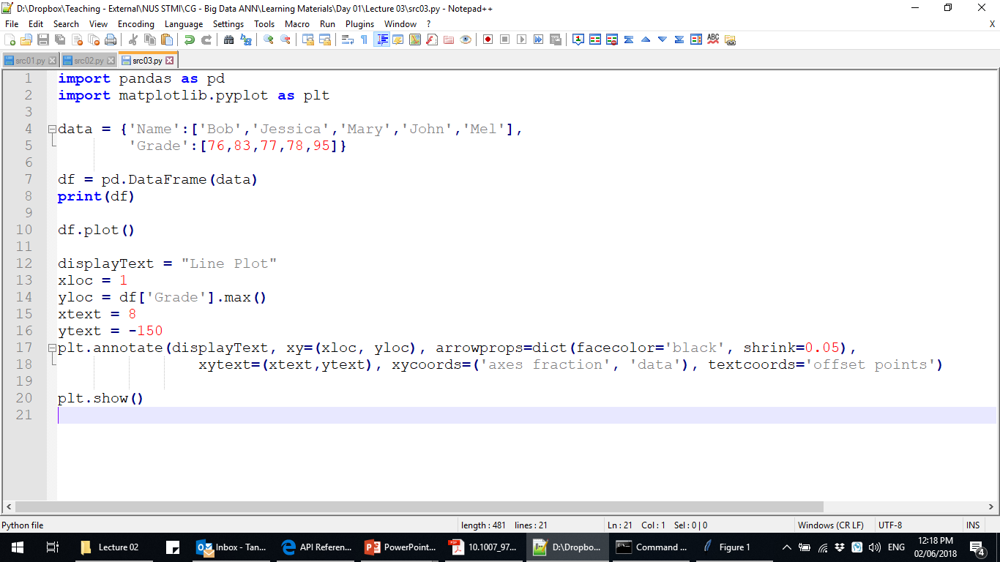 D:\Dropbox\Teaching - External\NUS STMI\CG - Big Data ANN\Learning Materials\Day 01\Lecture 03\src03.py - Notepad++
File Edit Search View Encoding Language Settings Tools Macro Run Plugins Window ? X
src01.py src02.py src03.py
1 import pandas as pd
2 import matplotlib.pyplot as plt
3
4 data = {'Name':['Bob','Jessica','Mary','John','Mel'],
5 'Grade':[76,83,77,78,95]}
6
7 df = pd.DataFrame(data)
8 print(df)
9
10 df.plot()
11
12 displayText = "Line Plot"
13 xloc = 1
14 yloc = df['Grade'].max()
15 xtext = 8
16 ytext = -150
17 plt.annotate(displayText, xy=(xloc, yloc), arrowprops=dict(facecolor='black', shrink=0.05),
18 xytext=(xtext,ytext), xycoords=('axes fraction', 'data'), textcoords='offset points')
19
20 plt.show()
21
Python file length : 481 lines : 21 Ln : 21 Col : 1 Sel : 0 | 0 Windows (CR LF) UTF-8 INS
Lecture 02 Inbox - Tan... API Referen... PowerPoint... 10.1007_97... D:\Dropbo... Command ... Figure 1 ENG 12:18 PM
02/06/2018 4